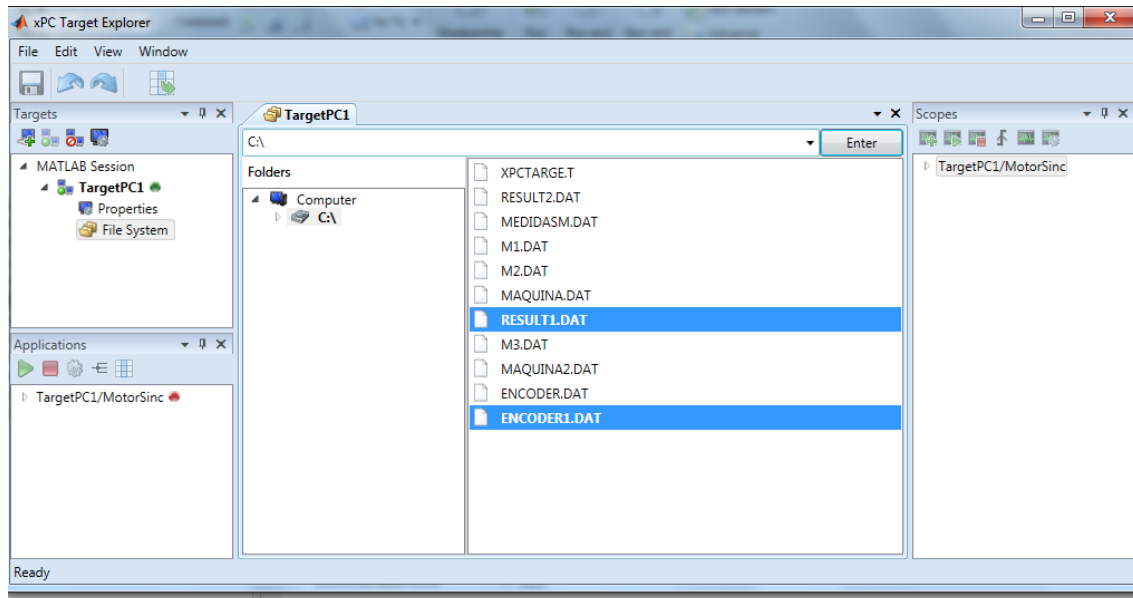 xPC Target Explorer
File Edit View Window
Targets
MATLAB Session
TargetPC1
Properties
File System
Applications
TargetPC1/MotorSinc
TargetPC1
C:\
Enter
Folders
Computer
C:\
XPCTARGE.T
RESULT2.DAT
MEDIDASM.DAT
M1.DAT
M2.DAT
MAQUINA.DAT
RESULT1.DAT
M3.DAT
MAQUINA2.DAT
ENCODER.DAT
ENCODER1.DAT
Scopes
TargetPC1/MotorSinc
Ready